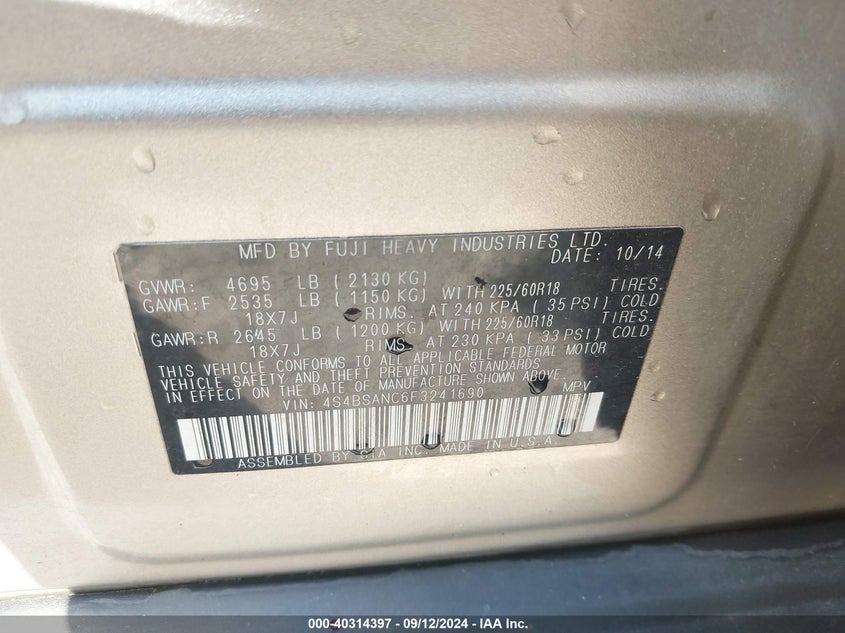 MFD BY FUJI HEAVY INDUSTRIES LTD.
DATE: 10/14
GVWR: 4695 LB (2130 KG)
GAWR:F 2535 LB (1150 KG) WITH 225/60R18 TIRES.
18X7J RIMS. AT 240 KPA (35 PSI) COLD
GAWR:R 2645 LB (1200 KG) WITH 225/60R18 TIRES.
18X7J RIMS. AT 230 KPA (33 PSI) COLD
THIS VEHICLE CONFORMS TO ALL APPLICABLE FEDERAL MOTOR
VEHICLE SAFETY AND THEFT PREVENTION STANDARDS
IN EFFECT ON THE DATE OF MANUFACTURE SHOWN ABOVE.
VIN: 4S4BSANC6F3241690 MPV
ASSEMBLED BY SIA INC. MADE IN U.S.A
000-40314397 - 09/12/2024 - IAA Inc.